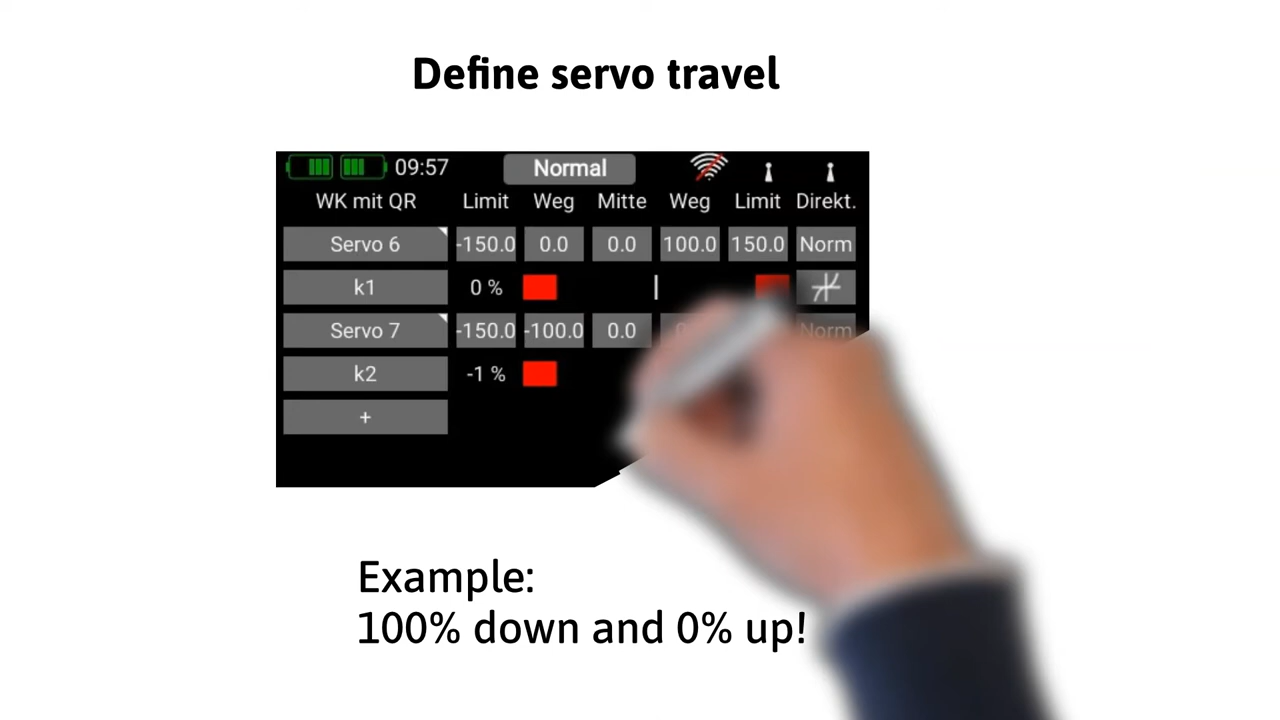 Define servo travel
09:57 Normal
WK mit QR Limit Weg Mitte Weg Limit Direkt.
Servo 6 -150.0 0.0 0.0 100.0 150.0 Norm
k1 0 %
Servo 7 -150.0 -100.0 0.0 Norm
k2 -1 %
+
Example:
100% down and 0% up!